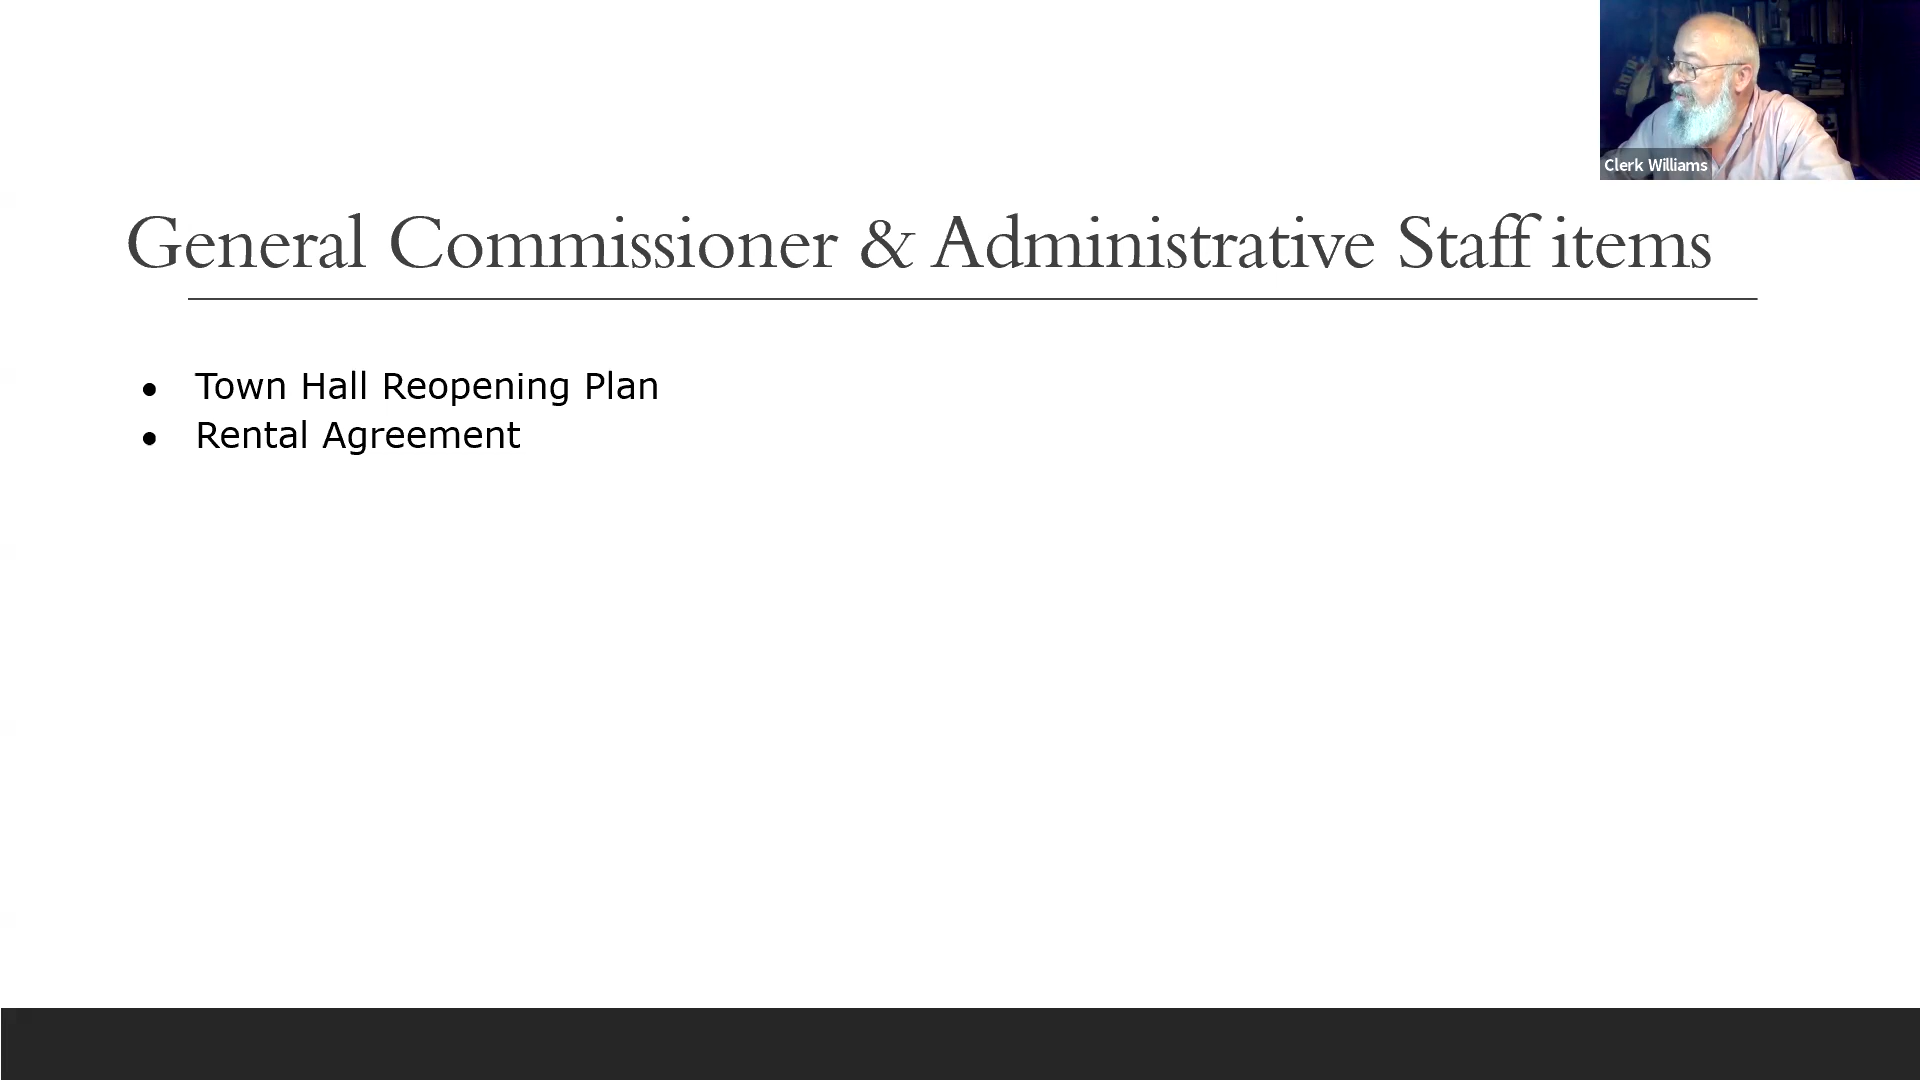 Clerk Williams
General Commissioner & Administrative Staff items
• Town Hall Reopening Plan
• Rental Agreement